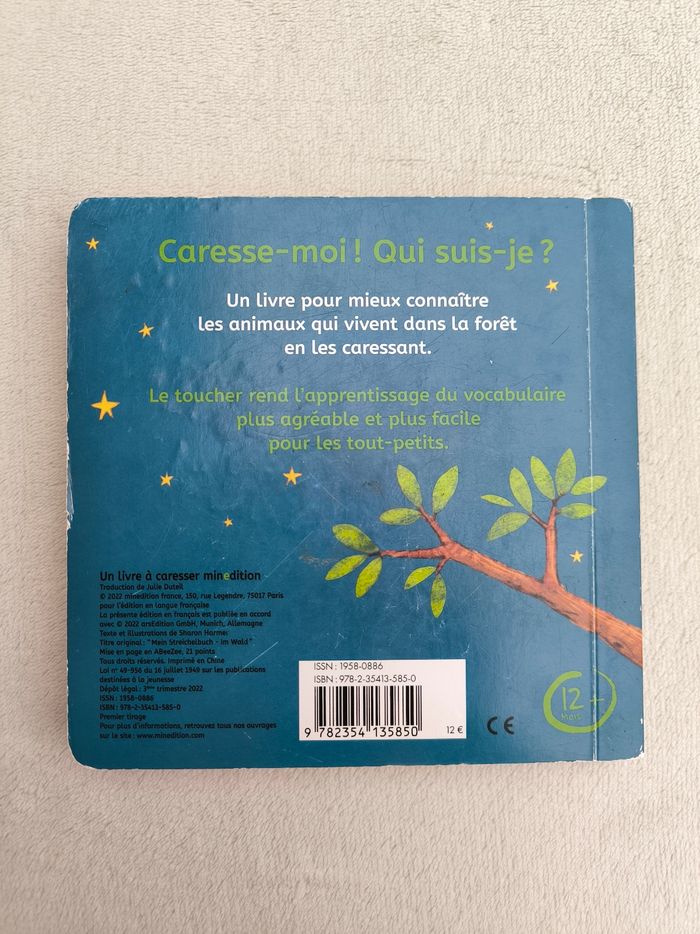 Caresse-moi ! Qui suis-je ?
Un livre pour mieux connaître
les animaux qui vivent dans la forêt
en les caressant.
Le toucher rend l'apprentissage du vocabulaire
plus agréable et plus facile
pour les tout-petits.
Un livre à caresser minedition
Traduction de Julie Duteil
© 2022 minedition france, 150, rue Legendre, 75017 Paris
pour l'édition en langue française
La présente édition en français est publiée en accord
avec © 2022 arsEdition GmbH, Munich, Allemagne
Texte et illustrations de Sharon Harmer
Titre original : "Mein Streichelbuch - Im Wald"
Mise en page en ABeeZee, 21 points
Tous droits réservés. Imprimé en Chine
Loi n° 49-956 du 16 juillet 1949 sur les publications
destinées à la jeunesse
Dépôt légal : 3ème trimestre 2022
ISSN : 1958-0886
ISBN : 978-2-35413-585-0
Premier tirage
Pour plus d'informations, retrouvez tous nos ouvrages
sur le site : www.minedition.com
ISSN : 1958-0886
ISBN : 978-2-35413-585-0
9 782354 135850
12 €
CE
12 -
Mois